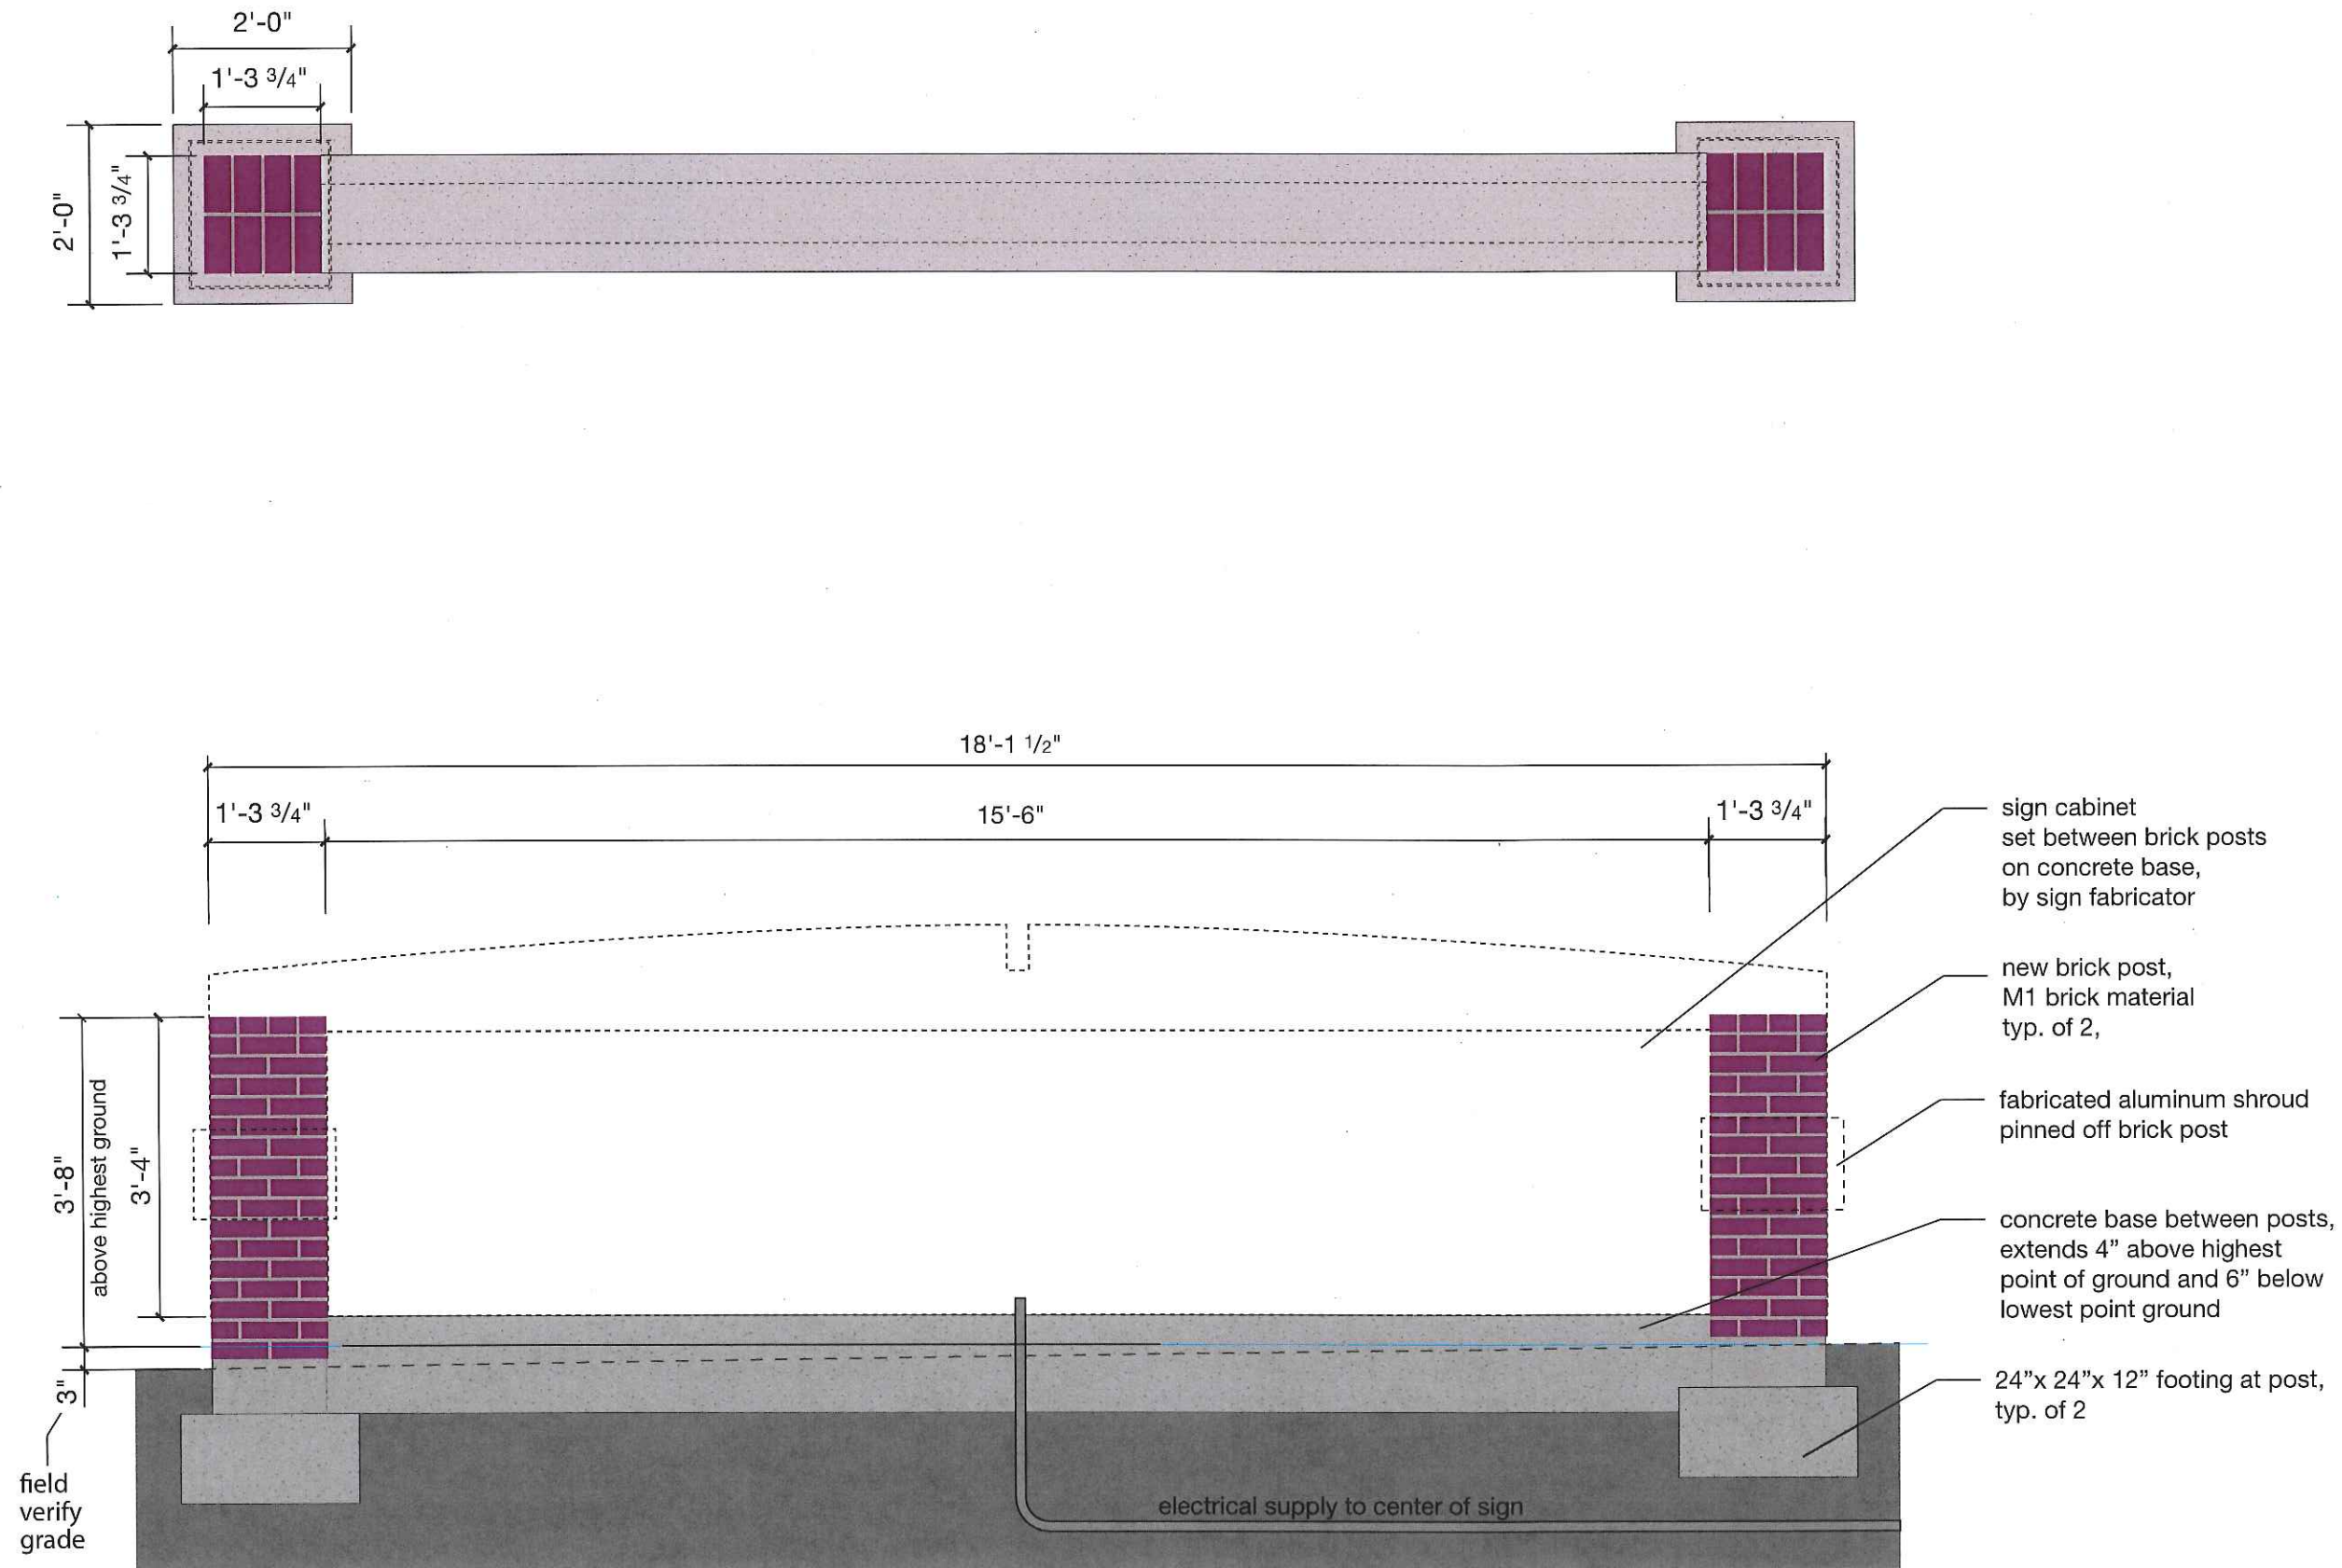 2'-0"
1'-3 3/4"
2'-0"
1'-3 3/4"
18'-1 1/2"
1'-3 3/4"
15'-6"
1'-3 3/4"
sign cabinet
set between brick posts
on concrete base,
by sign fabricator
new brick post,
M1 brick material
typ. of 2,
fabricated aluminum shroud
pinned off brick post
3'-8"
above highest ground
3'-4"
concrete base between posts,
extends 4” above highest
point of ground and 6” below
lowest point ground
3"
24”x 24”x 12” footing at post,
typ. of 2
field
verify
grade
electrical supply to center of sign